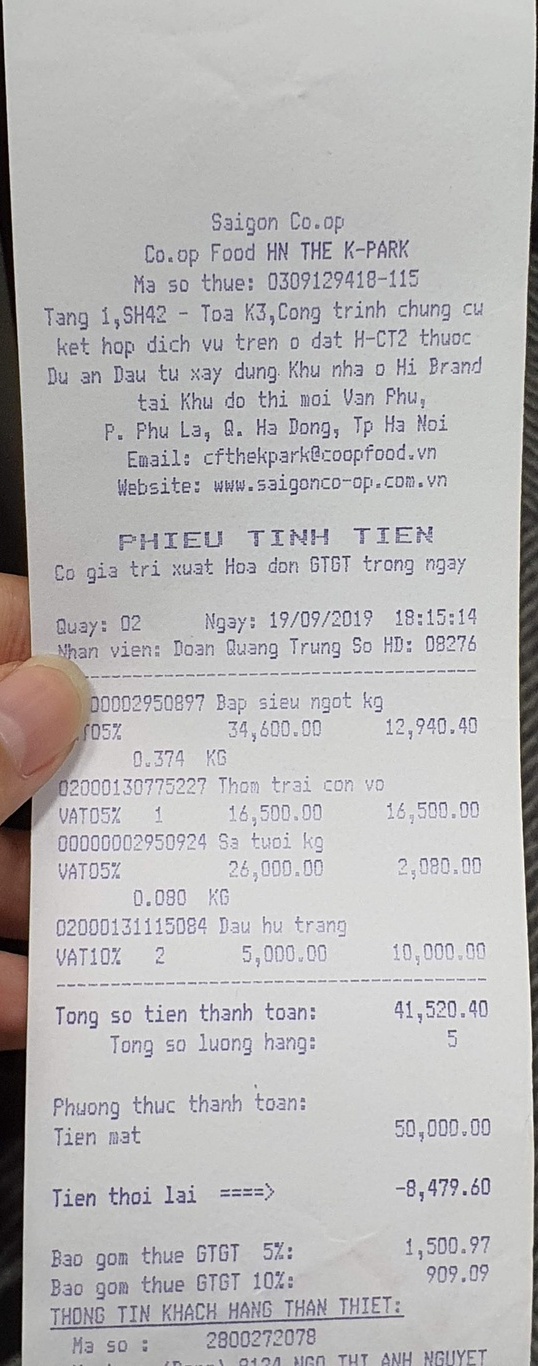 Saigon Co.op
Co.op Food HN THE K-PARK
Ma so thue: 0309129418-115
Tang 1,SH42 - Toa K3,Cong trinh chung cu
ket hop dich vu tren o dat H-CT2 thuoc
Du an Dau tu xay dung Khu nha o Hi Brand
tai Khu do thi moi Van Phu,
P. Phu La, Q. Ha Dong, Tp Ha Noi
Email: cfthekpark@coopfood.vn
Website: www.saigonco-op.com.vn
PHIEU TINH TIEN
Co gia tri xuat Hoa don GTGT trong ngay
Quay: 02 Ngay: 19/09/2019 18:15:14
Nhan vien: Doan Quang Trung So HD: 08276
00002950897 Bap sieu ngot kg
T05% 34,600.00 12,940.40
0.374 KG
02000130775227 Thom trai con vo
VAT05% 1 16,500.00 16,500.00
00000002950924 Sa tuoi kg
VAT05% 26,000.00 2,080.00
0.080 KG
02000131115084 Dau hu trang
VAT10% 2 5,000.00 10,000.00
Tong so tien thanh toan: 41,520.40
Tong so luong hang: 5
Phuong thuc thanh toan:
Tien mat 50,000.00
Tien thoi lai ====> -8,479.60
Bao gom thue GTGT 5%: 1,500.97
Bao gom thue GTGT 10%: 909.09
THONG TIN KHACH HANG THAN THIET:
Ma so : 2800272078
9124 NGO THI ANH NGUYET